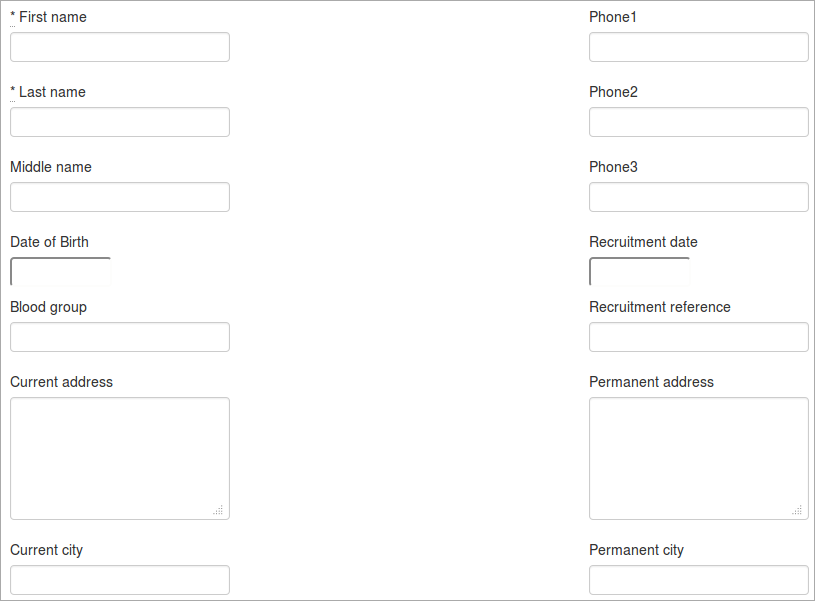 * First name
Phone1
* Last name
Phone2
Middle name
Phone3
Date of Birth
Recruitment date
Blood group
Recruitment reference
Current address
Permanent address
Current city
Permanent city